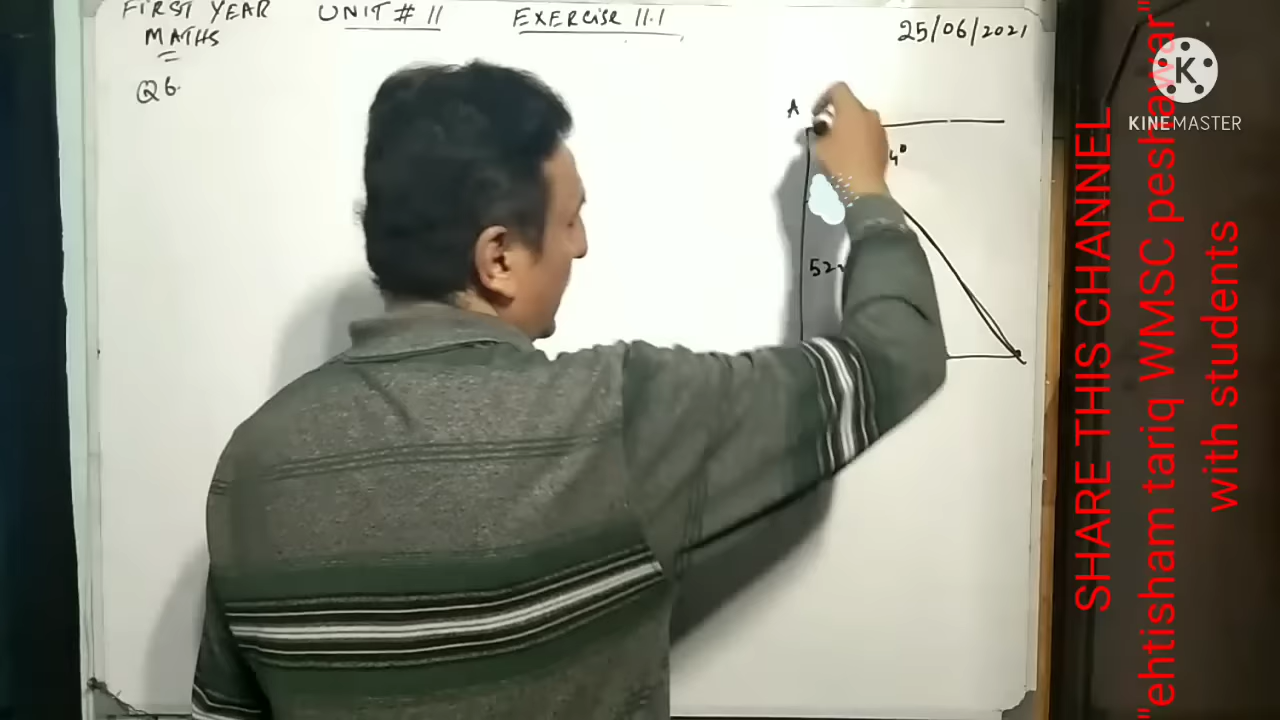 FIRST YEAR UNIT # 11 EXERCISE 11.1
MATHS 25/06/2021
Q6.
A
4°
52
KINEMASTER
SHARE THIS CHANNEL
"ehtisham tariq WMSC peshawar"
with students